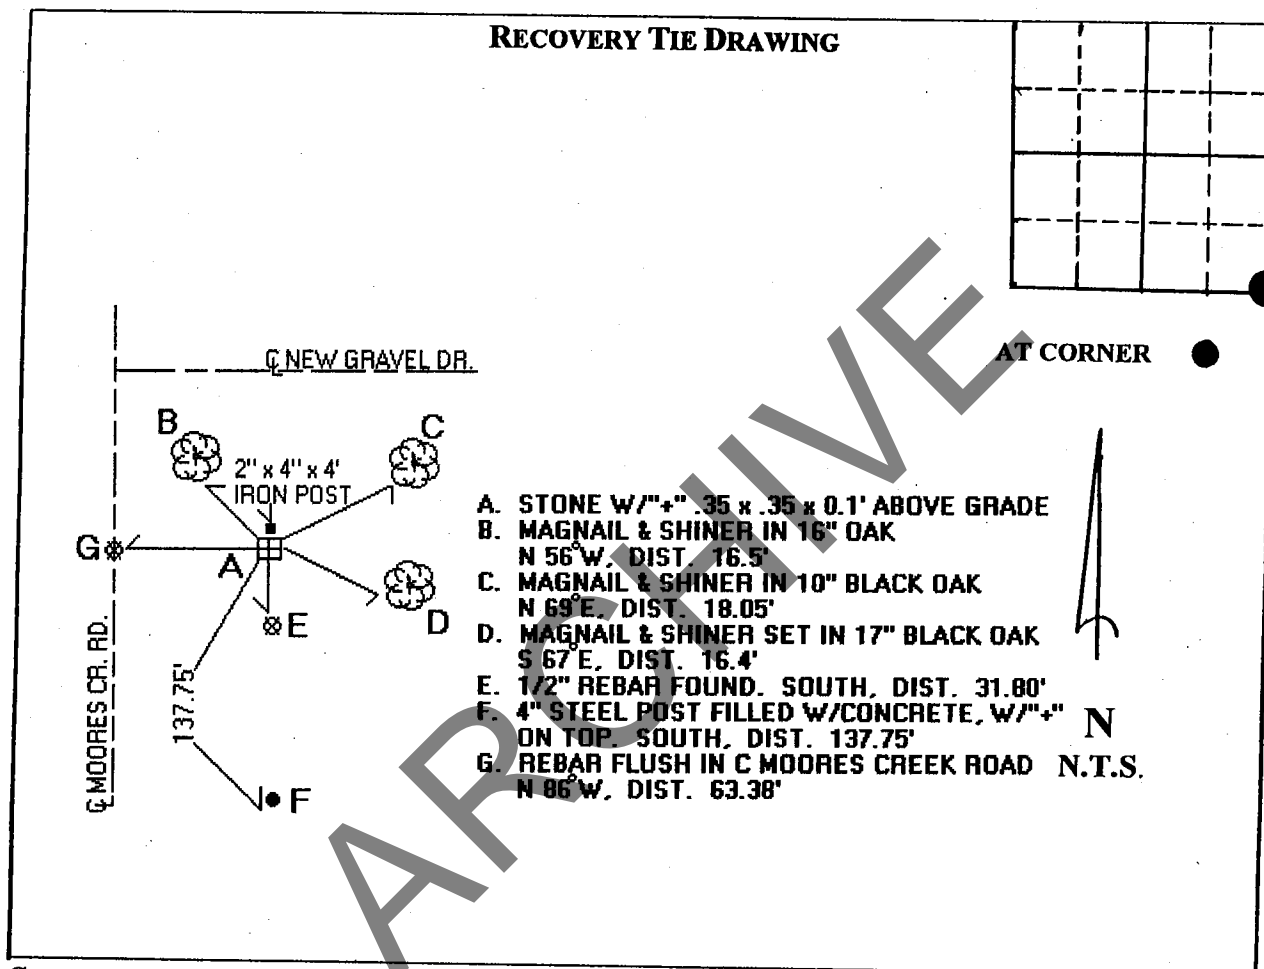 RECOVERY TIE DRAWING
AT CORNER
℄ NEW GRAVEL DR.
B
C
2" x 4" x 4'
IRON POST
G
A
D
E
F
137.75'
℄ MOORES CR. RD.
A. STONE W/"+" .35 x .35 x 0.1' ABOVE GRADE
B. MAGNAIL & SHINER IN 16" OAK
N 56°W, DIST. 16.5'
C. MAGNAIL & SHINER IN 10" BLACK OAK
N 69°E, DIST. 18.05'
D. MAGNAIL & SHINER SET IN 17" BLACK OAK
S 67°E, DIST. 16.4'
E. 1/2" REBAR FOUND. SOUTH, DIST. 31.80'
F. 4" STEEL POST FILLED W/CONCRETE, W/"+"
ON TOP. SOUTH, DIST. 137.75'
G. REBAR FLUSH IN C MOORES CREEK ROAD
N 86°W, DIST. 63.38'
N
N.T.S.
ARCHIVE